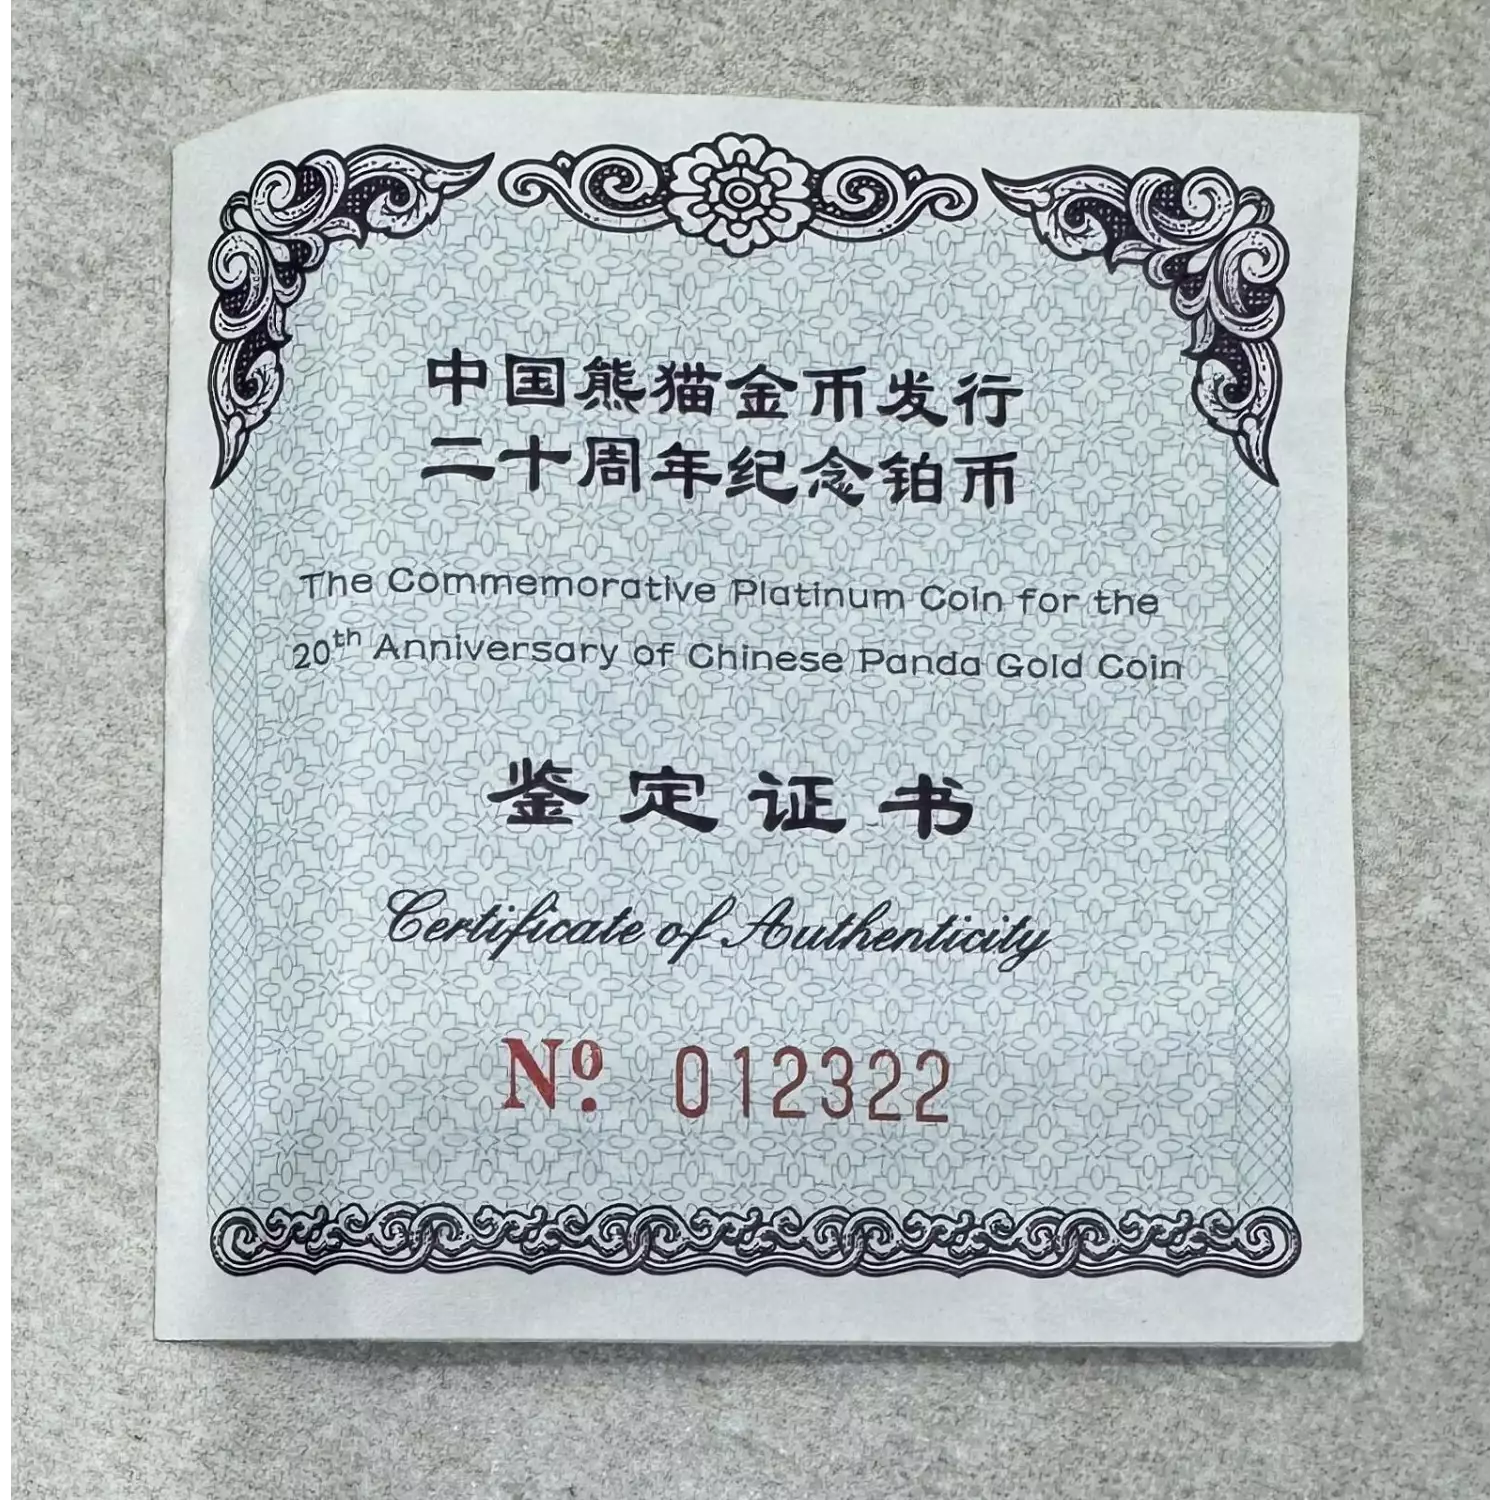 中国熊猫金币发行
二十周年纪念铂币
The Commemorative Platinum Coin for the
20th Anniversary of Chinese Panda Gold Coin
鉴定证书
Certificate of Authenticity
Nº. 012322